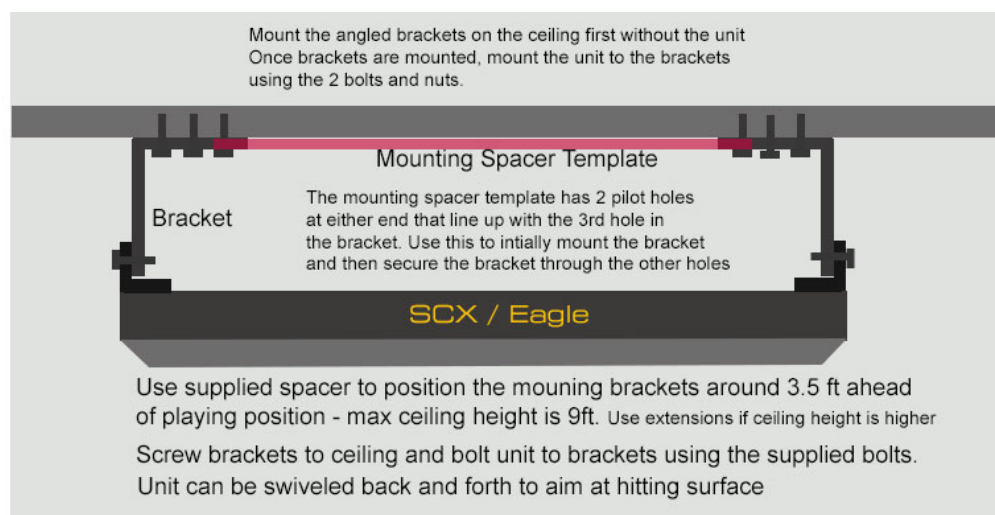 Mount the angled brackets on the ceiling first without the unit
Once brackets are mounted, mount the unit to the brackets
using the 2 bolts and nuts.
Mounting Spacer Template
The mounting spacer template has 2 pilot holes
at either end that line up with the 3rd hole in
the bracket. Use this to intially mount the bracket
and then secure the bracket through the other holes
Bracket
SCX / Eagle
Use supplied spacer to position the mouning brackets around 3.5 ft ahead
of playing position - max ceiling height is 9ft. Use extensions if ceiling height is higher
Screw brackets to ceiling and bolt unit to brackets using the supplied bolts.
Unit can be swiveled back and forth to aim at hitting surface